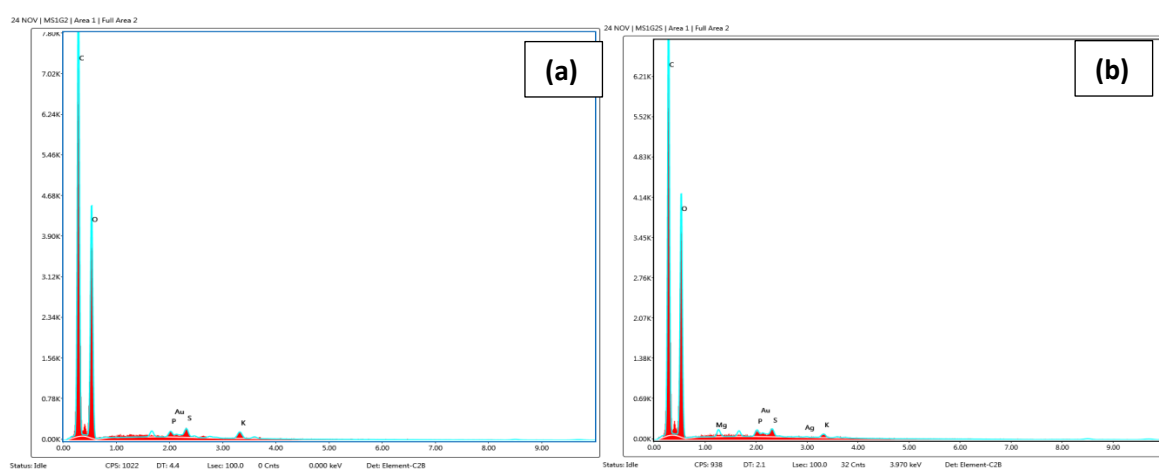 24 NOV | MS1G2 | Area 1 | Full Area 2
(a)
7.80K
7.02K
6.24K
5.46K
4.68K
3.90K
3.12K
2.34K
1.56K
0.78K
0.00K
C
O
Au
P
S
K
0.00 1.00 2.00 3.00 4.00 5.00 6.00 7.00 8.00 9.00
Status: Idle CPS: 1022 DT: 4.4 Lsec: 100.0 0 Cnts 0.000 keV Det: Element-C2B
24 NOV | MS1G2S | Area 1 | Full Area 2
(b)
6.21K
5.52K
4.83K
4.14K
3.45K
2.76K
2.07K
1.38K
0.69K
0.00K
C
O
Mg
Au
P
S
Ag
K
0.00 1.00 2.00 3.00 4.00 5.00 6.00 7.00 8.00 9.00
Status: Idle CPS: 938 DT: 2.1 Lsec: 100.0 32 Cnts 3.970 keV Det: Element-C2B